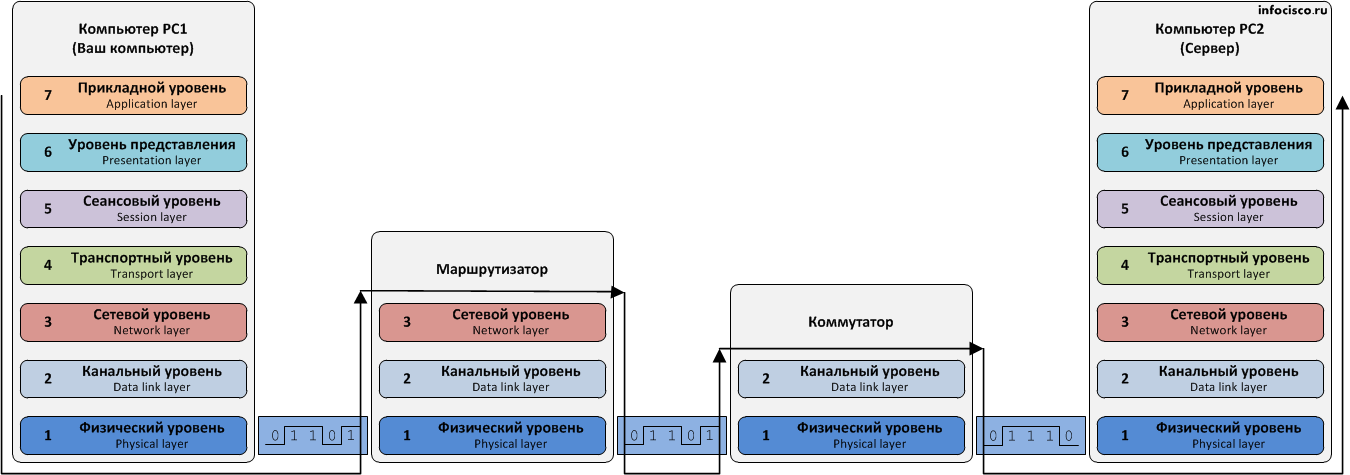 infocisco.ru
Компьютер PC1
(Ваш компьютер)
7 Прикладной уровень
Application layer
6 Уровень представления
Presentation layer
5 Сеансовый уровень
Session layer
4 Транспортный уровень
Transport layer
3 Сетевой уровень
Network layer
2 Канальный уровень
Data link layer
1 Физический уровень
Physical layer
0 1 1 0 1
Маршрутизатор
3 Сетевой уровень
Network layer
2 Канальный уровень
Data link layer
1 Физический уровень
Physical layer
0 1 1 0 1
Коммутатор
2 Канальный уровень
Data link layer
1 Физический уровень
Physical layer
0 1 1 1 0
Компьютер PC2
(Сервер)
7 Прикладной уровень
Application layer
6 Уровень представления
Presentation layer
5 Сеансовый уровень
Session layer
4 Транспортный уровень
Transport layer
3 Сетевой уровень
Network layer
2 Канальный уровень
Data link layer
1 Физический уровень
Physical layer